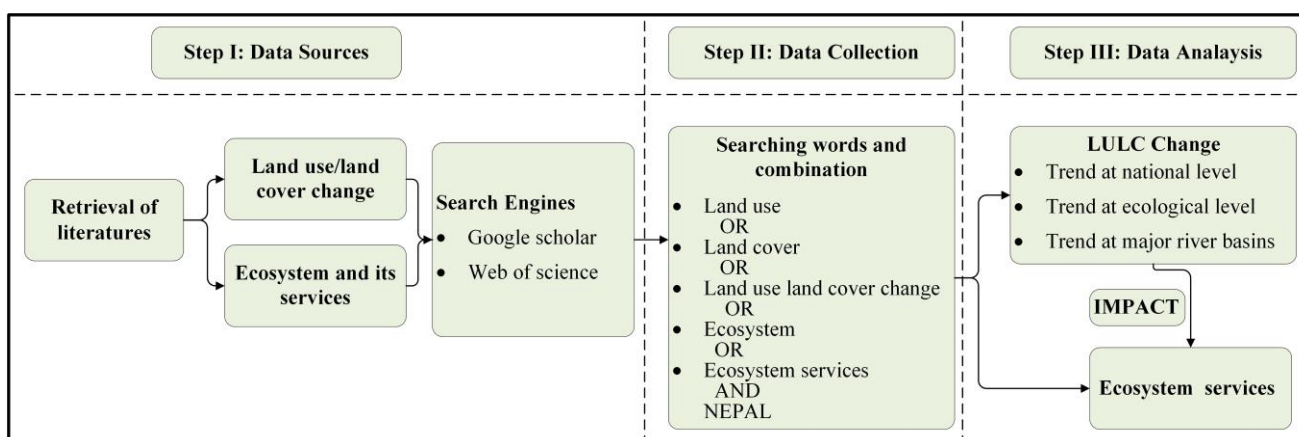 Step I: Data Sources
Step II: Data Collection
Step III: Data Analaysis
Retrieval of
literatures
Land use/land
cover change
Ecosystem and its
services
Search Engines
• Google scholar
• Web of science
Searching words and
combination
• Land use
OR
• Land cover
OR
• Land use land cover change
OR
• Ecosystem
OR
• Ecosystem services
AND
NEPAL
LULC Change
• Trend at national level
• Trend at ecological level
• Trend at major river basins
IMPACT
Ecosystem services